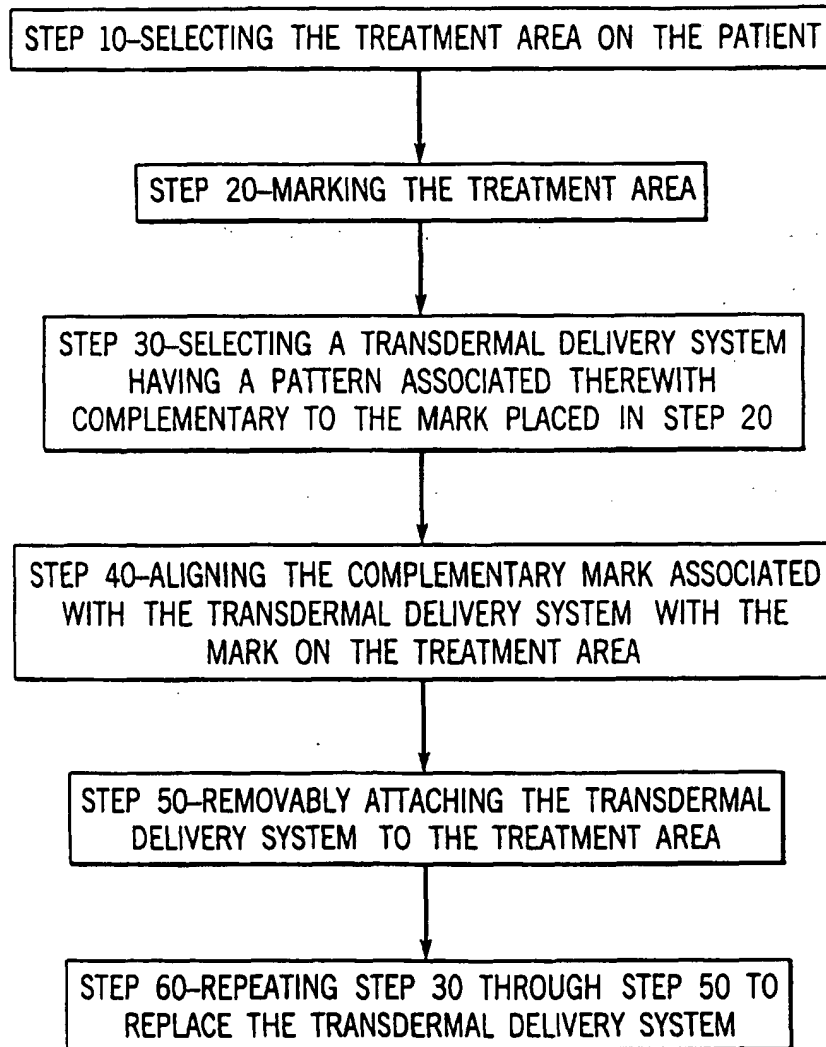 STEP 10–SELECTING THE TREATMENT AREA ON THE PATIENT
STEP 20–MARKING THE TREATMENT AREA
STEP 30–SELECTING A TRANSDERMAL DELIVERY SYSTEM
HAVING A PATTERN ASSOCIATED THEREWITH
COMPLEMENTARY TO THE MARK PLACED IN STEP 20
STEP 40–ALIGNING THE COMPLEMENTARY MARK ASSOCIATED
WITH THE TRANSDERMAL DELIVERY SYSTEM WITH THE
MARK ON THE TREATMENT AREA
STEP 50–REMOVABLY ATTACHING THE TRANSDERMAL
DELIVERY SYSTEM TO THE TREATMENT AREA
STEP 60–REPEATING STEP 30 THROUGH STEP 50 TO
REPLACE THE TRANSDERMAL DELIVERY SYSTEM